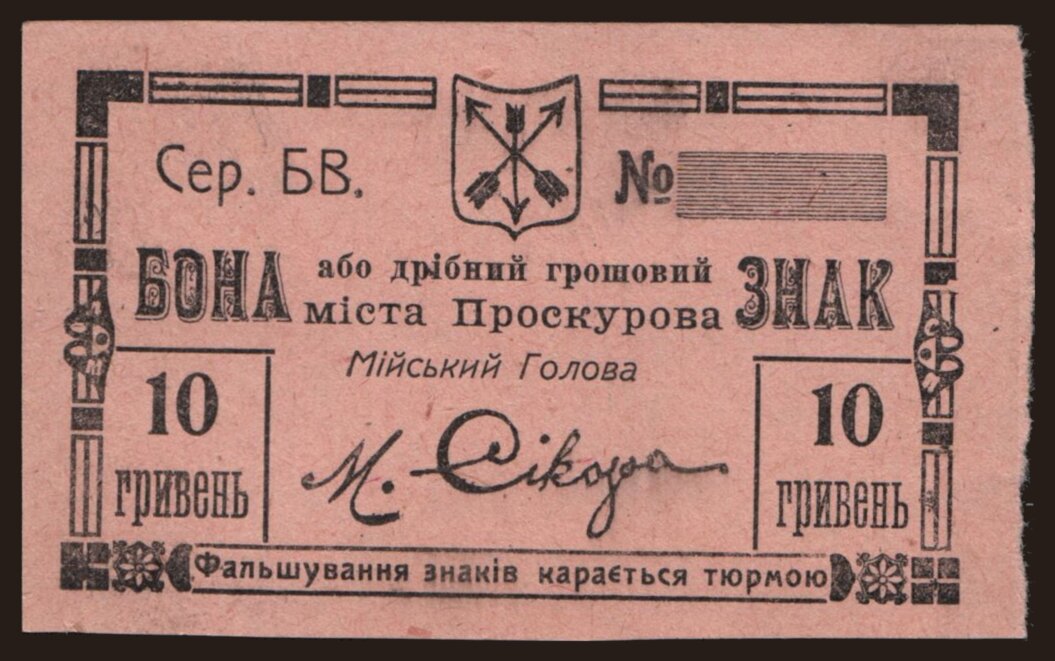 Сер. БВ. №
БОНА або дрібний грошовий ЗНАК
міста Проскурова
Мійський Голова
10 гривень
М. Сікора
10 гривень
Фальшування знаків карається тюрмою